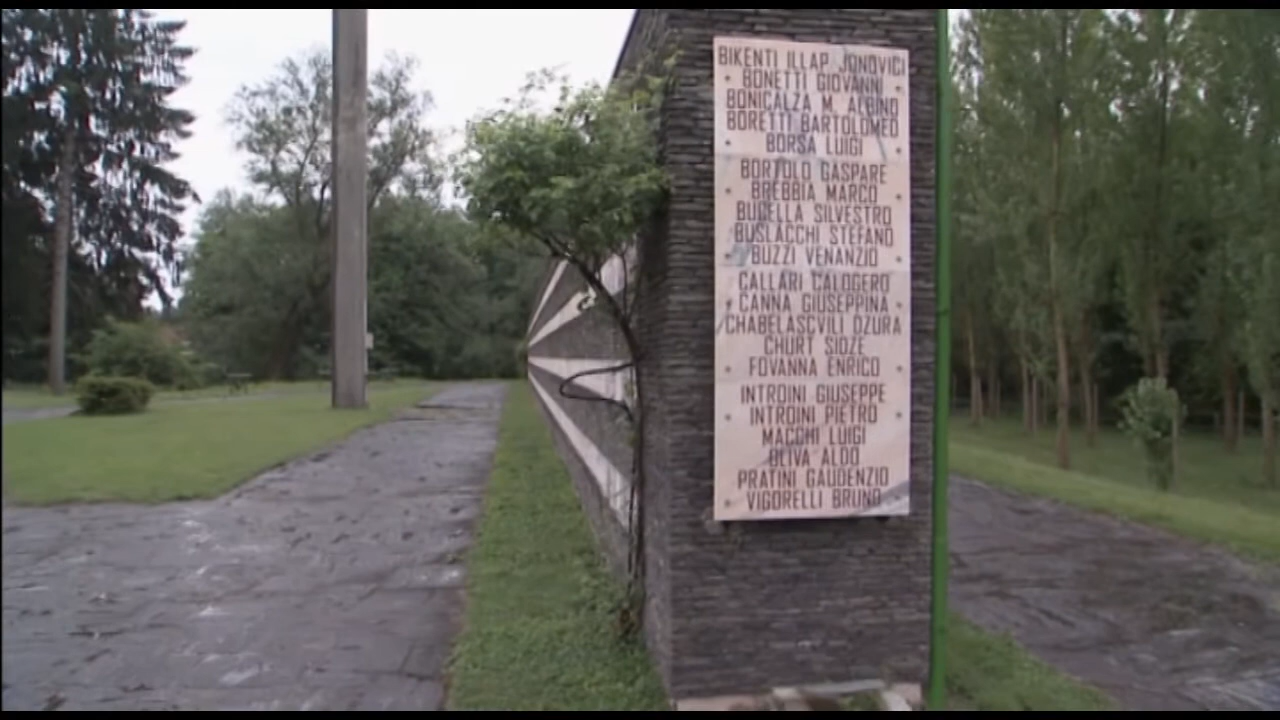 BIKENTI ILLAP JONOVICI
BONETTI GIOVANNI
BONICALZA M. ALBINO
BORETTI BARTOLOMEO
BORSA LUIGI
BORTOLO GASPARE
BREBBIA MARCO
BUCELLA SILVESTRO
BUSLACCHI STEFANO
BUZZI VENANZIO
CALLARI CALOGERO
CANNA GIUSEPPINA
CHABELASCVILI DZURA
CHURT SIDZE
FOVANNA ENRICO
INTROINI GIUSEPPE
INTROINI PIETRO
MACCHI LUIGI
OLIVA ALDO
PRATINI GAUDENZIO
VIGORELLI BRUNO